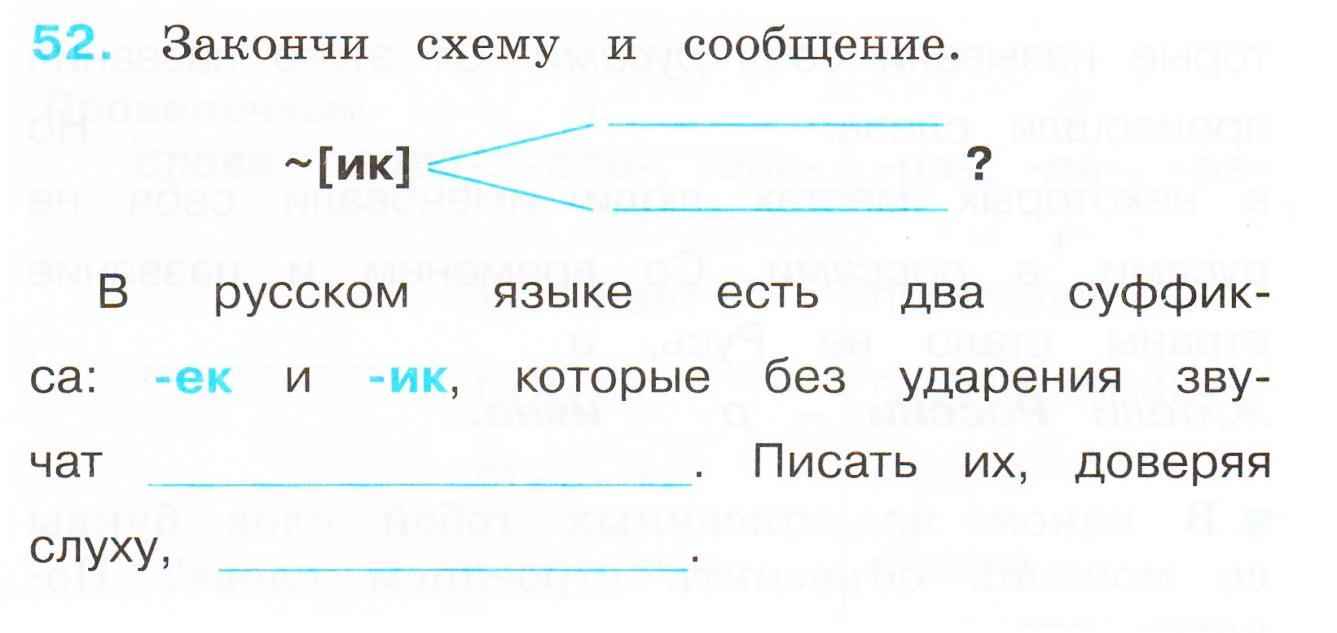 52. Закончи схему и сообщение.
~[ик] ?
В русском языке есть два суффик-
са: -ек и -ик, которые без ударения зву-
чат . Писать их, доверяя
слуху, .